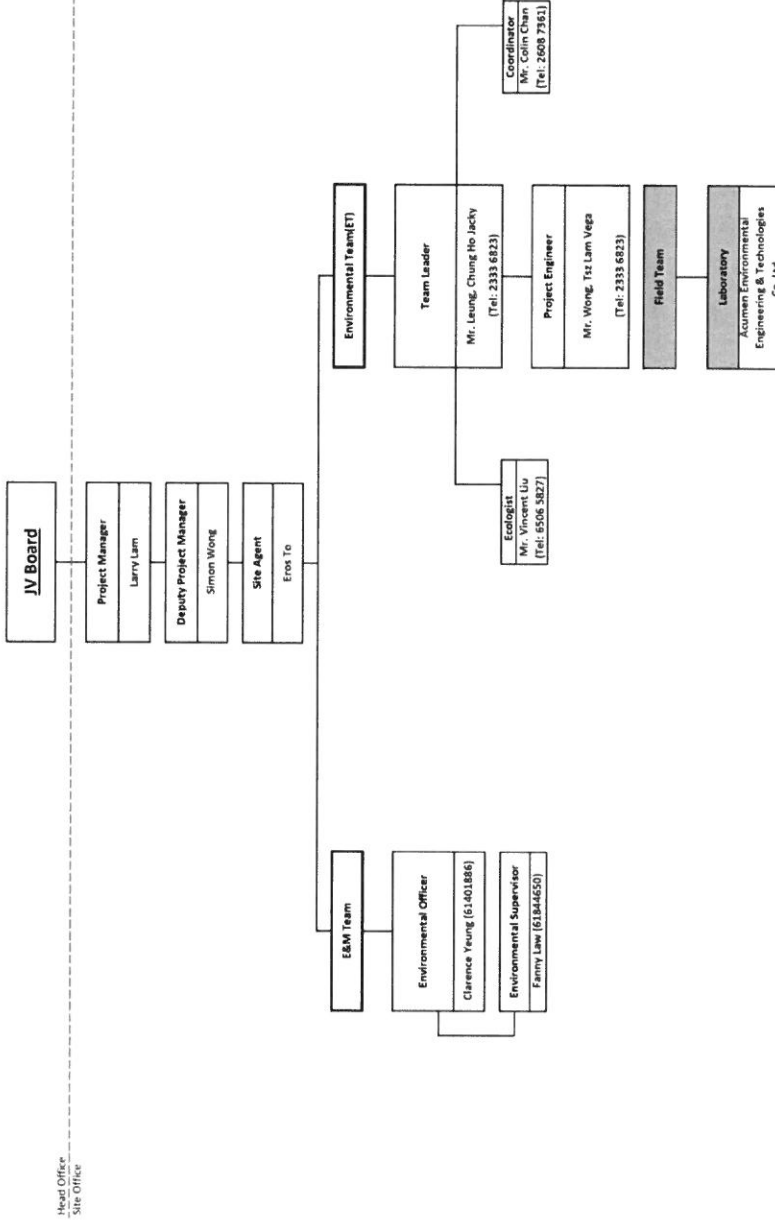 Head Office
Site Office
JV Board
Project Manager
Larry Lam
Deputy Project Manager
Simon Wong
Site Agent
Eros To
E&M Team
Environmental Officer
Clarence Yeung (61401886)
Environmental Supervisor
Fanny Law (61844650)
Environmental Team(ET)
Team Leader
Mr. Leung, Chung Ho Jacky
(Tel: 2333 6823)
Ecologist
Mr. Vincent Liu
(Tel: 6506 5827)
Coordinator
Mr. Colin Chan
(Tel: 2608 7361)
Project Engineer
Mr. Wong, Tsz Lam Vega
(Tel: 2333 6823)
Field Team
Laboratory
Acumen Environmental
Engineering & Technologies